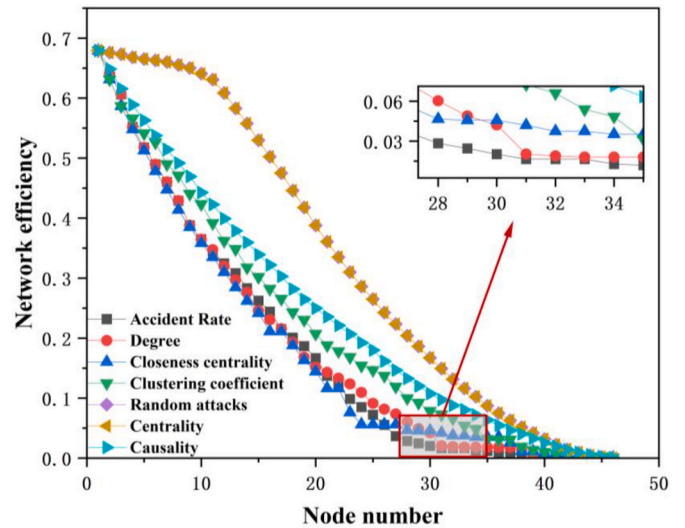 Network efficiency
0.7
0.6
0.5
0.4
0.3
0.2
0.1
0.0
0.06
0.03
28 30 32 34
Accident Rate
Degree
Closeness centrality
Clustering coefficient
Random attacks
Centrality
Causality
0 10 20 30 40 50
Node number